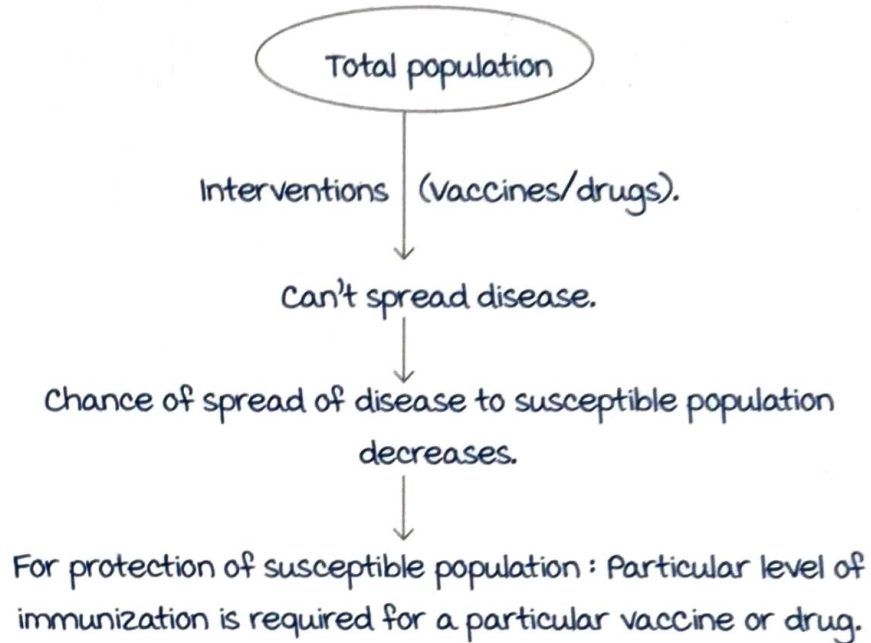 Total population
Interventions (vaccines/drugs).
Can't spread disease.
Chance of spread of disease to susceptible population
decreases.
For protection of susceptible population : Particular level of
immunization is required for a particular vaccine or drug.